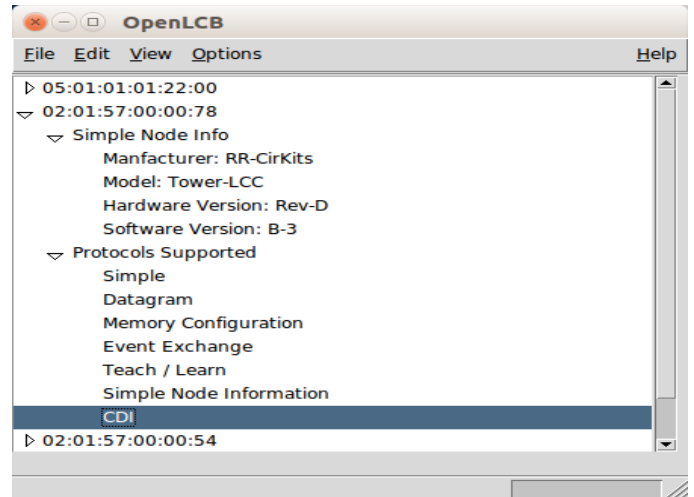 OpenLCB
File Edit View Options Help
05:01:01:01:22:00
02:01:57:00:00:78
Simple Node Info
Manfacturer: RR-CirKits
Model: Tower-LCC
Hardware Version: Rev-D
Software Version: B-3
Protocols Supported
Simple
Datagram
Memory Configuration
Event Exchange
Teach / Learn
Simple Node Information
CDI
02:01:57:00:00:54